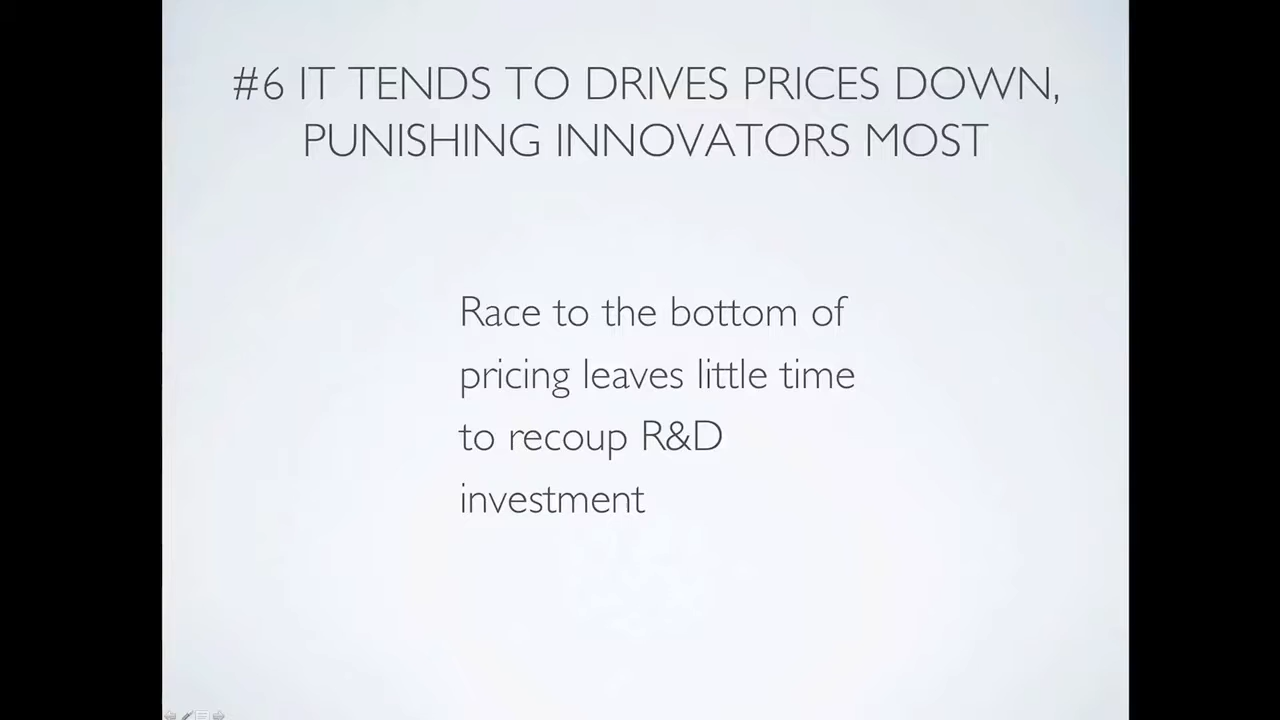 #6 IT TENDS TO DRIVES PRICES DOWN,
PUNISHING INNOVATORS MOST
Race to the bottom of
pricing leaves little time
to recoup R&D
investment